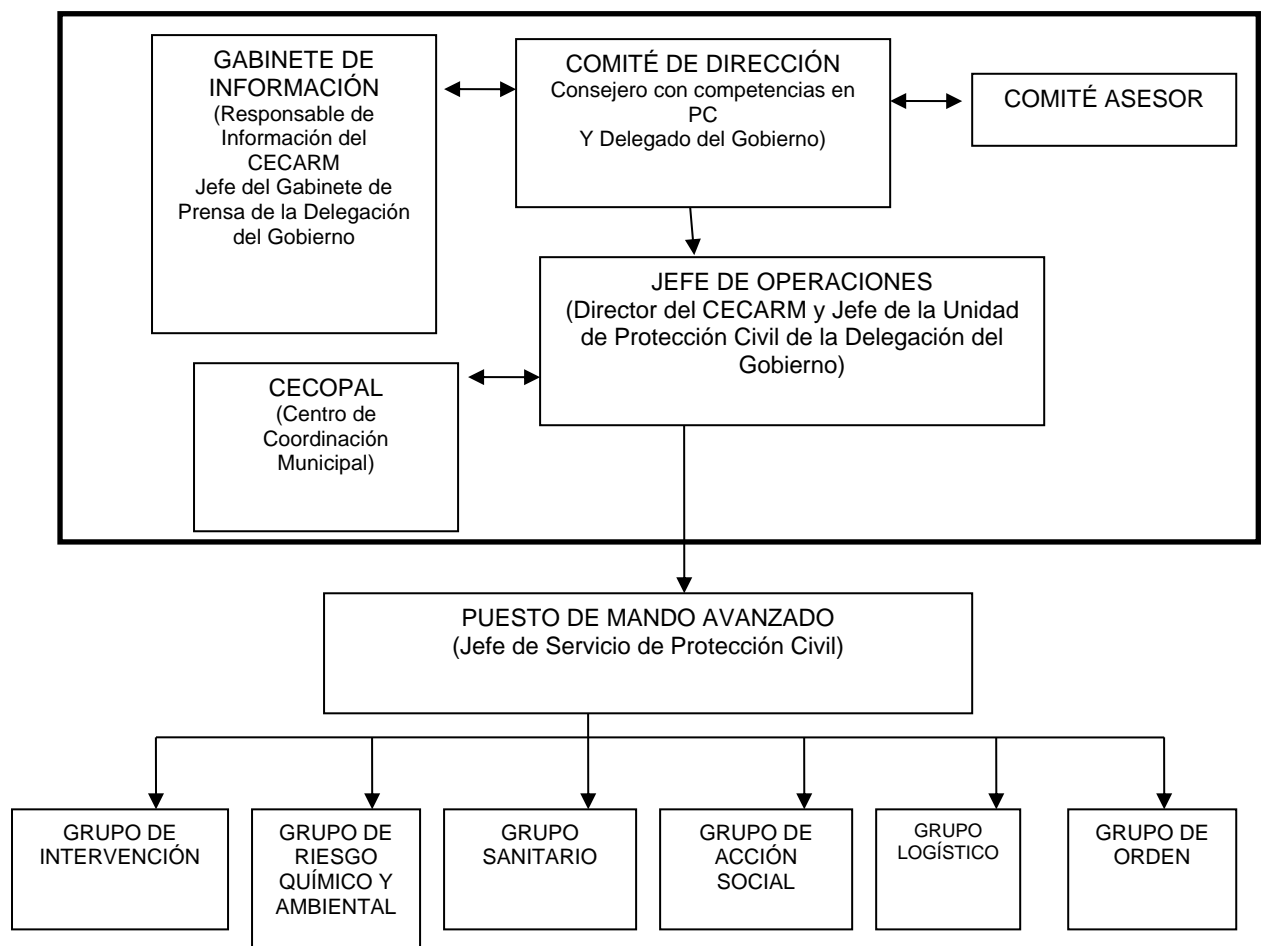 GABINETE DE
INFORMACIÓN
(Responsable de
Información del
CECARM
Jefe del Gabinete de
Prensa de la Delegación
del Gobierno
COMITÉ DE DIRECCIÓN
Consejero con competencias en
PC
Y Delegado del Gobierno)
COMITÉ ASESOR
JEFE DE OPERACIONES
(Director del CECARM y Jefe de la Unidad
de Protección Civil de la Delegación del
Gobierno)
CECOPAL
(Centro de
Coordinación
Municipal)
PUESTO DE MANDO AVANZADO
(Jefe de Servicio de Protección Civil)
GRUPO DE
INTERVENCIÓN
GRUPO DE
RIESGO
QUÍMICO Y
AMBIENTAL
GRUPO
SANITARIO
GRUPO DE
ACCIÓN
SOCIAL
GRUPO
LOGÍSTICO
GRUPO DE
ORDEN